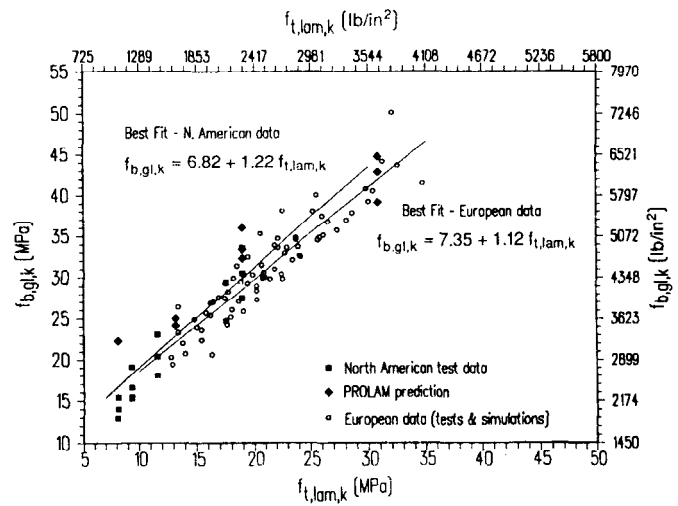 f_t,lam,k [lb/in²]
725 1289 1853 2417 2981 3544 4108 4672 5236 5800
55 7970
50 7246
45 6521
40 5797
35 5072
30 4348
25 3623
20 2899
15 2174
10 1450
f_b,gl,k [MPa]
f_b,gl,k [lb/in²]
Best Fit - N. American data
f_b,gl,k = 6.82 + 1.22 f_t,lam,k
Best Fit - European data
f_b,gl,k = 7.35 + 1.12 f_t,lam,k
■ North American test data
◆ PROLAM prediction
○ European data (tests & simulations)
5 10 15 20 25 30 35 40 45 50
f_t,lam,k [MPa]